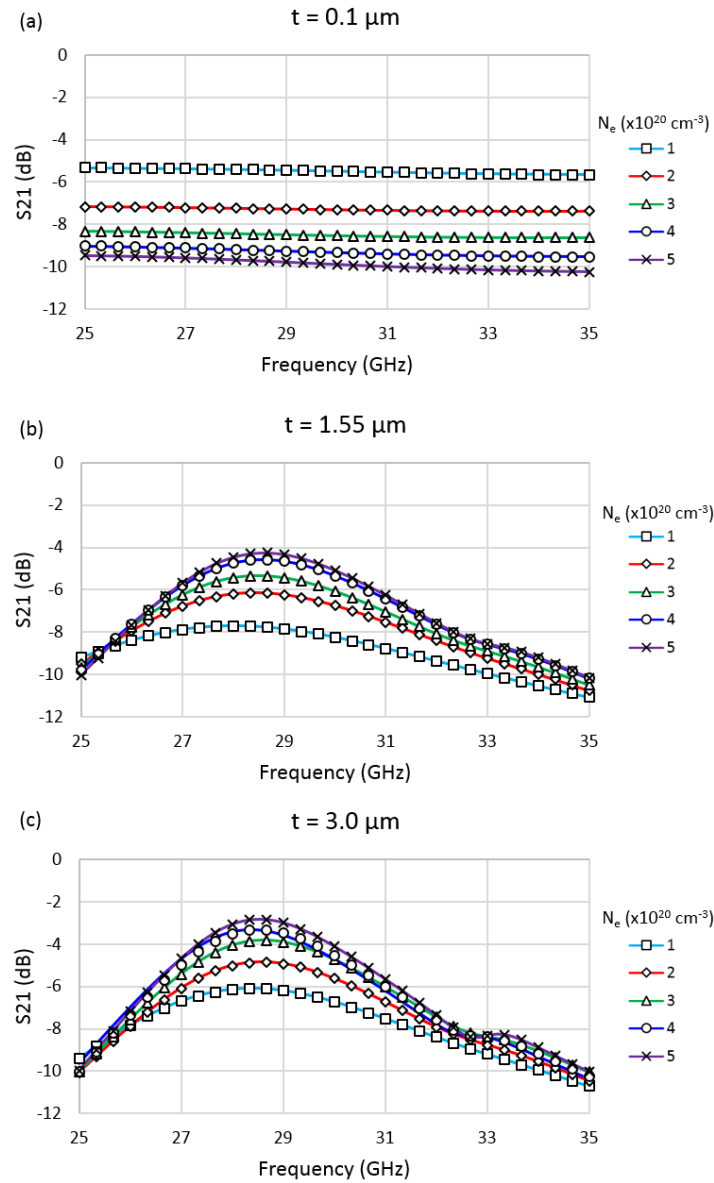 (a) t = 0.1 µm
0
-2
-4
-6
-8
-10
-12
S21 (dB)
25 27 29 31 33 35
Frequency (GHz)
Nₑ (x10²⁰ cm⁻³)
1
2
3
4
5
(b) t = 1.55 µm
0
-2
-4
-6
-8
-10
-12
S21 (dB)
25 27 29 31 33 35
Frequency (GHz)
Nₑ (x10²⁰ cm⁻³)
1
2
3
4
5
(c) t = 3.0 µm
0
-2
-4
-6
-8
-10
-12
S21 (dB)
25 27 29 31 33 35
Frequency (GHz)
Nₑ (x10²⁰ cm⁻³)
1
2
3
4
5